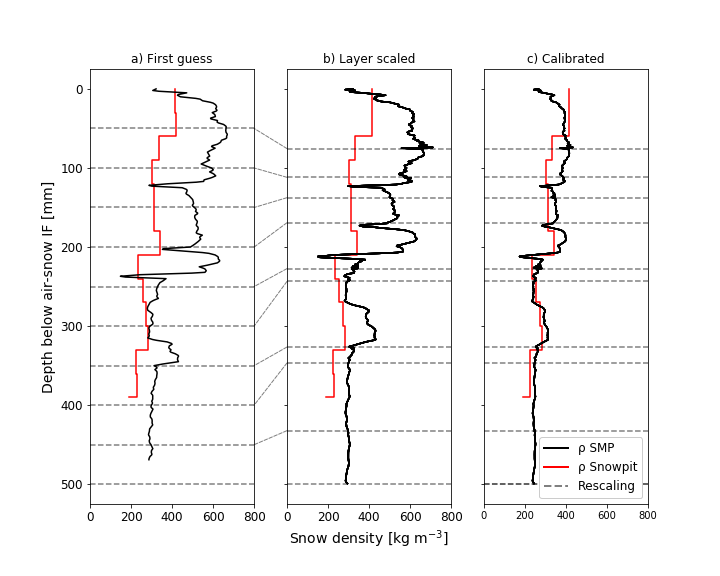 a) First guess
b) Layer scaled
c) Calibrated
Depth below air-snow IF [mm]
0
100
200
300
400
500
0 200 400 600 800
0 200 400 600 800
0 200 400 600 800
ρ SMP
ρ Snowpit
Rescaling
Snow density [kg m⁻³]